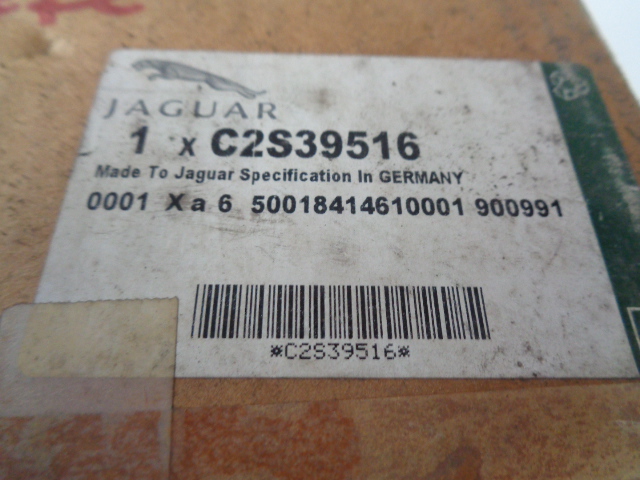 JAGUAR
1 x C2S39516
Made To Jaguar Specification In GERMANY
0001 X a 6 50018414610001 900991
*C2S39516*